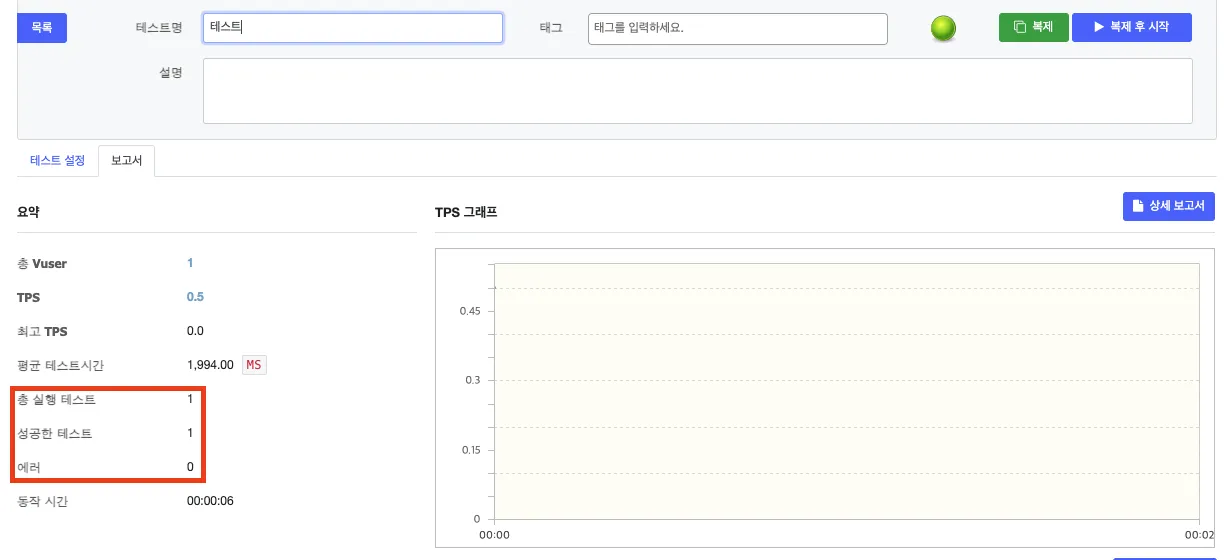 목록
테스트명
테스트
태그
태그를 입력하세요.
복제
복제 후 시작
설명
테스트 설정
보고서
요약
TPS 그래프
상세 보고서
총 Vuser 1
TPS 0.5
최고 TPS 0.0
평균 테스트시간 1,994.00 MS
총 실행 테스트 1
성공한 테스트 1
에러 0
동작 시간 00:00:06
0.45
0.3
0.15
0
00:00
00:02